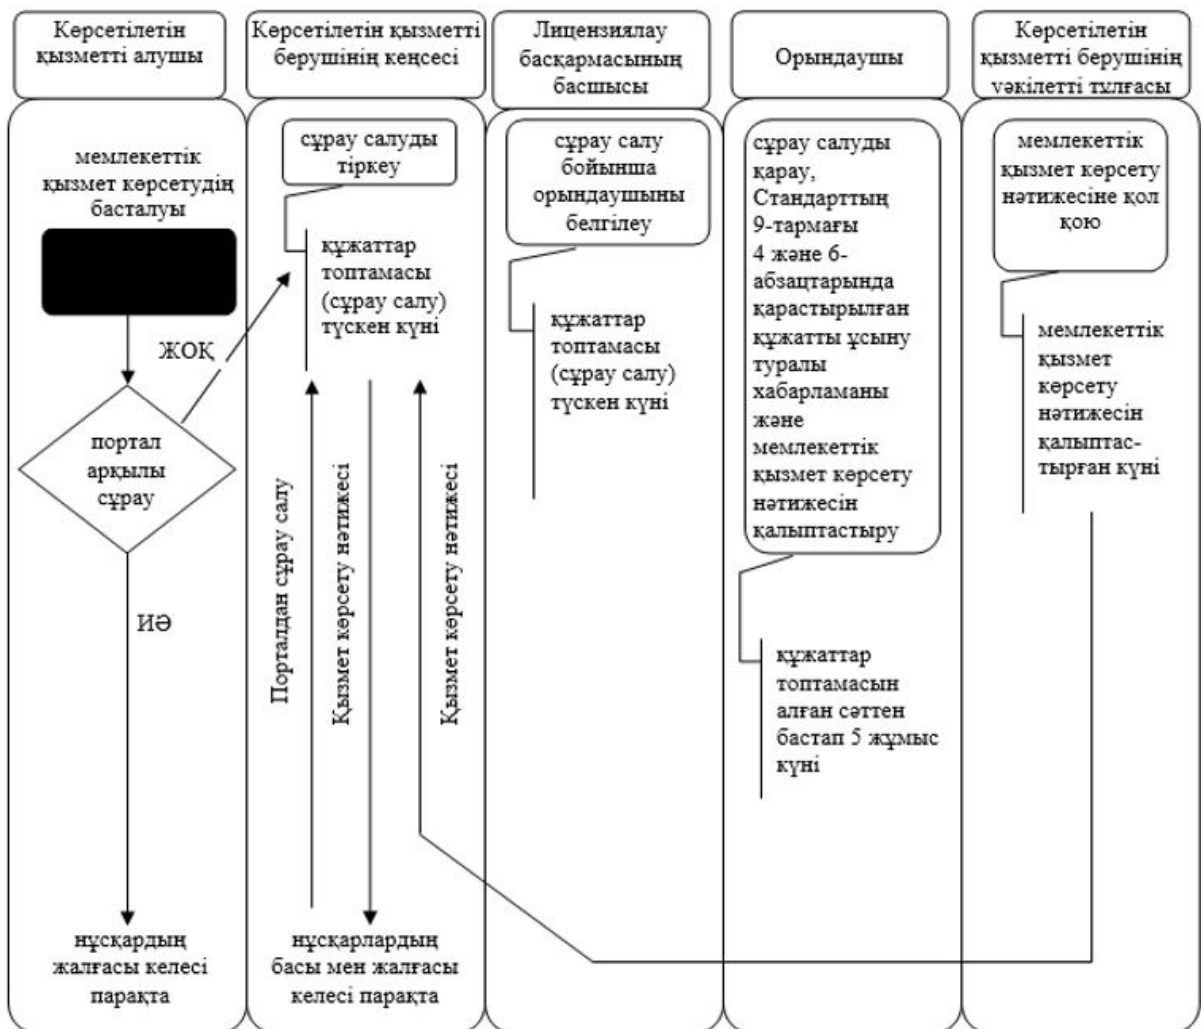 Көрсетілетін
қызметті алушы
Көрсетілетін қызметті
берушінің кеңсесі
Лицензиялау
басқармасының
басшысы
Орындаушы
Көрсетілетін
қызметті берушінің
уәкілетті тұлғасы
мемлекеттік
қызмет көрсетудің
басталуы
ЖОҚ
портал
арқылы
сұрау
ИӘ
нұсқардың
жалғасы келесі
парақта
сұрау салуды
тіркеу
құжаттар
топтамасы
(сұрау салу)
түскен күні
Порталдан сұрау салу
Қызмет көрсету нәтижесі
Қызмет көрсету нәтижесі
нұсқарлардың
басы мен жалғасы
келесі парақта
сұрау салу
бойынша
орындаушыны
белгілеу
құжаттар
топтамасы
(сұрау салу)
түскен күні
сұрау салуды
қарау,
Стандарттың
9-тармағы
4 және 6-
абзацтарында
қарастырылған
құжатты ұсыну
туралы
хабарламаны
және
мемлекеттік
қызмет көрсету
нәтижесін
қалыптастыру
құжаттар
топтамасын
алған сәттен
бастап 5 жұмыс
күні
мемлекеттік
қызмет көрсету
нәтижесіне қол
қою
мемлекеттік
қызмет
көрсету
нәтижесін
қалыптас-
тырған күні